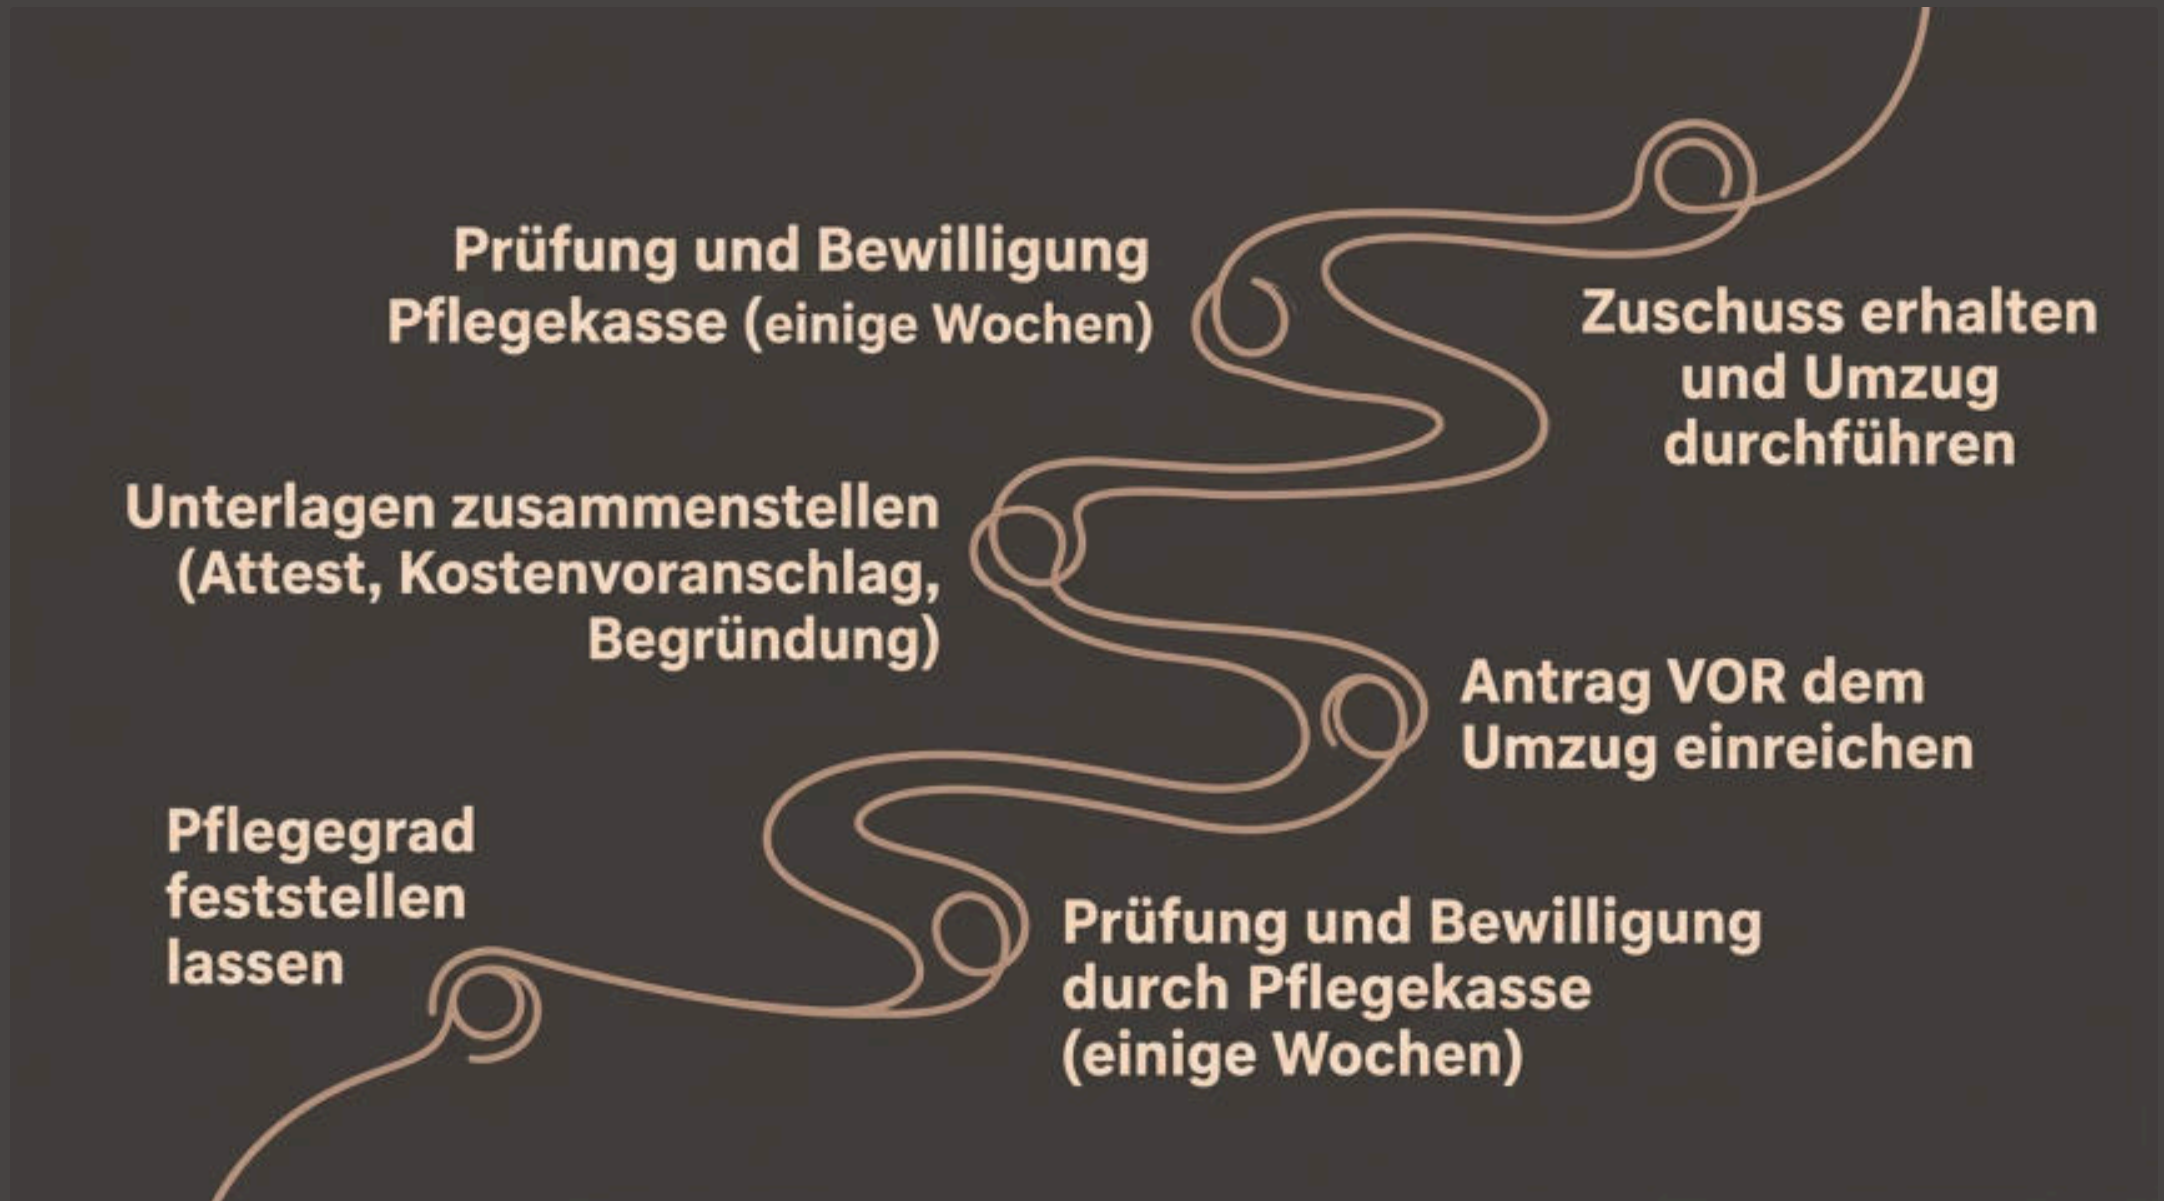 Prüfung und Bewilligung
Pflegekasse (einige Wochen)
Zuschuss erhalten
und Umzug
durchführen
Unterlagen zusammenstellen
(Attest, Kostenvoranschlag,
Begründung)
Antrag VOR dem
Umzug einreichen
Pflegegrad
feststellen
lassen
Prüfung und Bewilligung
durch Pflegekasse
(einige Wochen)